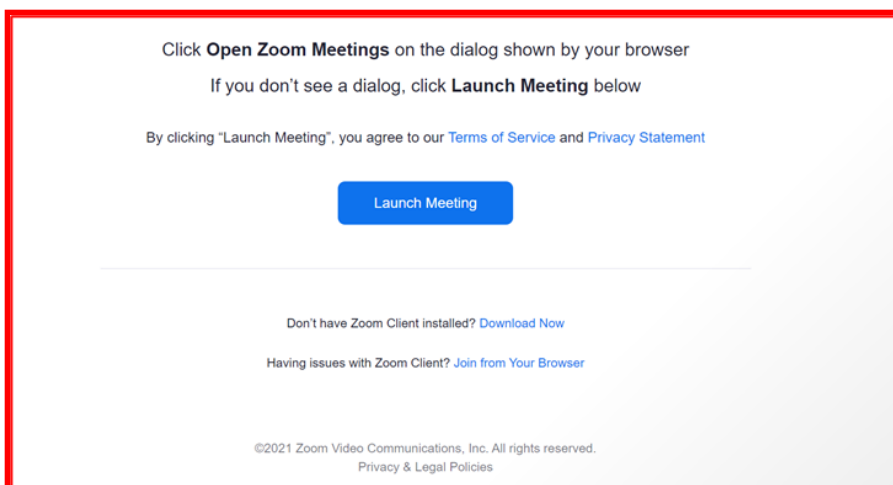 Click Open Zoom Meetings on the dialog shown by your browser
If you don’t see a dialog, click Launch Meeting below
By clicking “Launch Meeting”, you agree to our Terms of Service and Privacy Statement
Launch Meeting
Don’t have Zoom Client installed? Download Now
Having issues with Zoom Client? Join from Your Browser
©2021 Zoom Video Communications, Inc. All rights reserved.
Privacy & Legal Policies